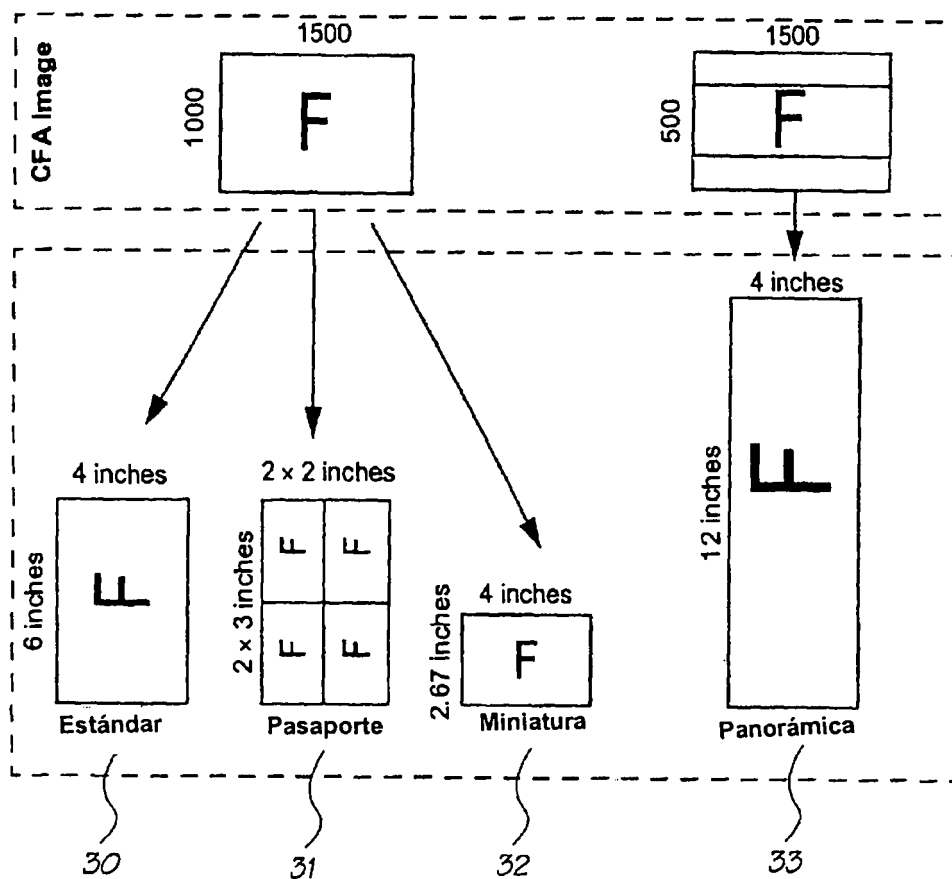 CFA Image
1500
1000
F
1500
500
F
4 inches
6 inches
F
Estándar
30
2 × 2 inches
2 × 3 inches
F F
F F
Pasaporte
31
4 inches
2.67 inches
F
Miniatura
32
4 inches
12 inches
F
Panorámica
33